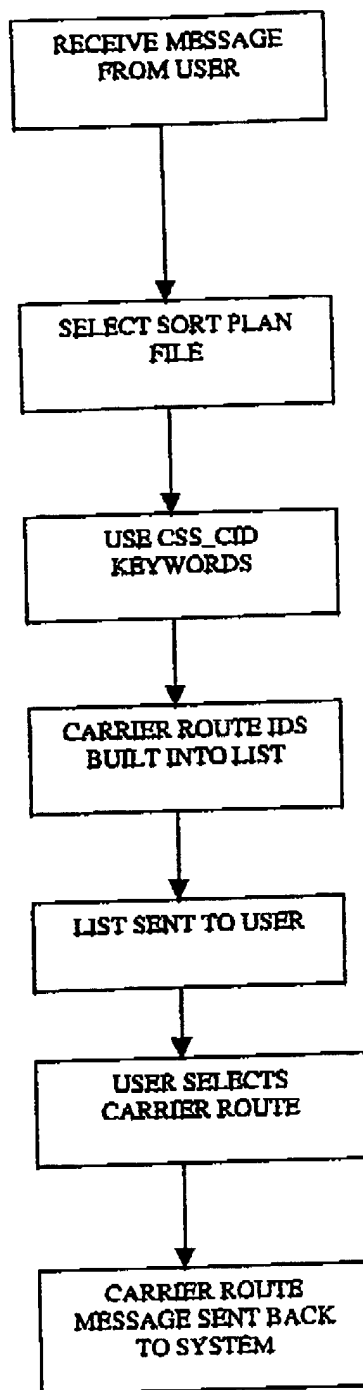 RECEIVE MESSAGE
FROM USER
SELECT SORT PLAN
FILE
USE CSS_CID
KEYWORDS
CARRIER ROUTE IDS
BUILT INTO LIST
LIST SENT TO USER
USER SELECTS
CARRIER ROUTE
CARRIER ROUTE
MESSAGE SENT BACK
TO SYSTEM